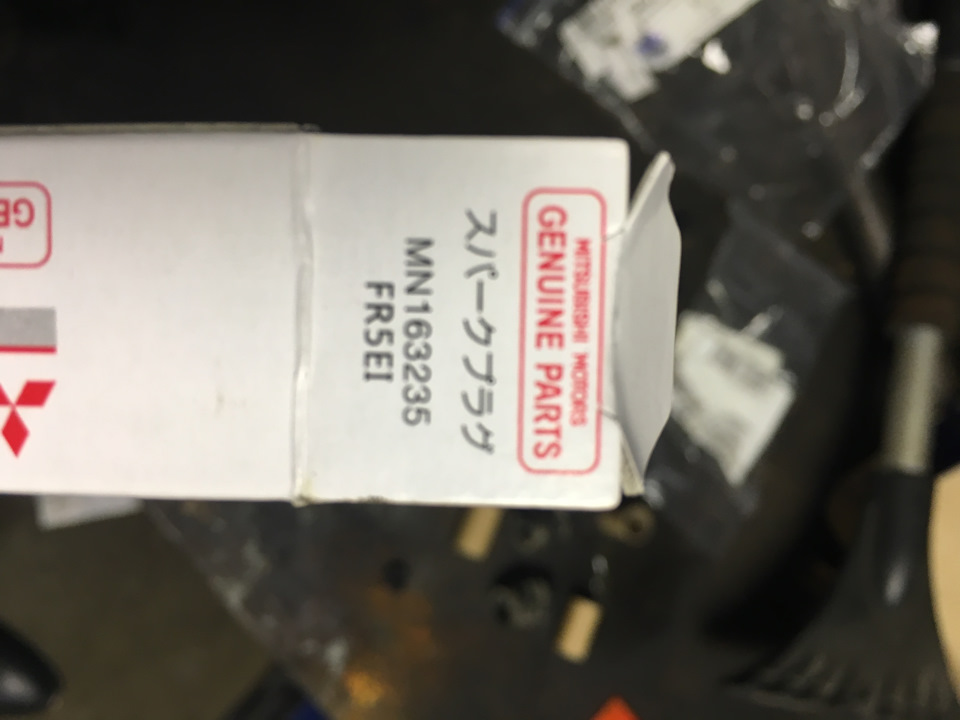 MITSUBISHI MOTORS
GENUINE PARTS
スパークプラグ
MN163235
FR5EI